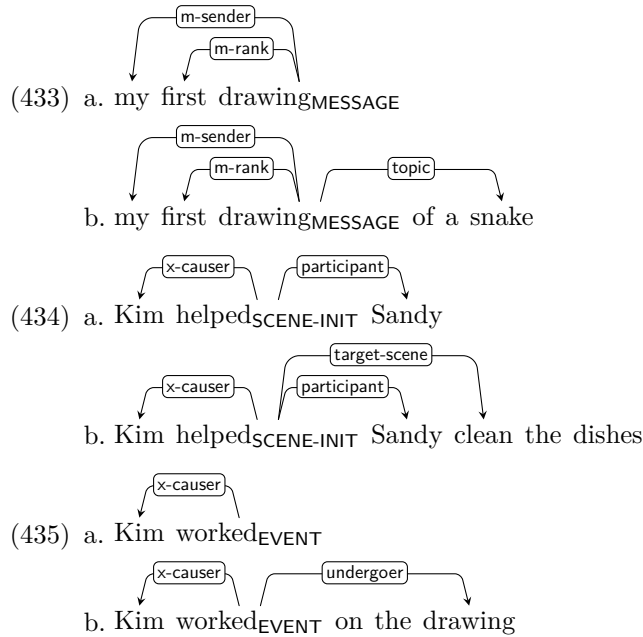 m-sender
m-rank
(433) a. my first drawingMESSAGE
m-sender
m-rank
topic
b. my first drawingMESSAGE of a snake
x-causer
participant
(434) a. Kim helpedSCENE-INIT Sandy
target-scene
x-causer
participant
b. Kim helpedSCENE-INIT Sandy clean the dishes
x-causer
(435) a. Kim workedEVENT
x-causer
undergoer
b. Kim workedEVENT on the drawing